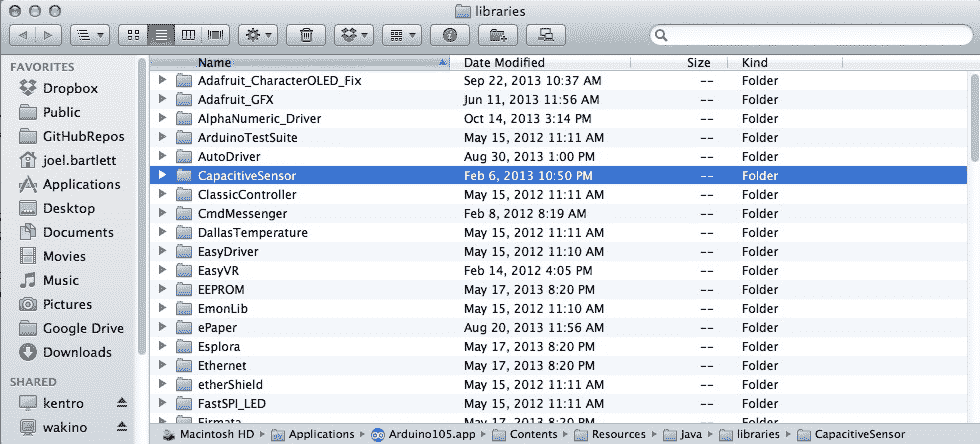 libraries
Name Date Modified Size Kind
FAVORITES
Dropbox
Public
GitHubRepos
joel.bartlett
Applications
Desktop
Documents
Movies
Music
Pictures
Google Drive
Downloads
SHARED
kentro
wakino
Adafruit_CharacterOLED_Fix Sep 22, 2013 10:37 AM -- Folder
Adafruit_GFX Jun 11, 2013 11:56 AM -- Folder
AlphaNumeric_Driver Oct 14, 2013 3:14 PM -- Folder
ArduinoTestSuite May 15, 2012 11:11 AM -- Folder
AutoDriver Aug 30, 2013 1:00 PM -- Folder
CapacitiveSensor Feb 6, 2013 10:50 PM -- Folder
ClassicController May 15, 2012 11:11 AM -- Folder
CmdMessenger Feb 8, 2012 8:19 AM -- Folder
DallasTemperature May 15, 2012 11:11 AM -- Folder
EasyDriver May 15, 2012 11:10 AM -- Folder
EasyVR Feb 14, 2012 4:05 PM -- Folder
EEPROM May 17, 2013 8:20 PM -- Folder
EmonLib May 15, 2012 11:10 AM -- Folder
ePaper Aug 20, 2013 11:56 AM -- Folder
Esplora May 17, 2013 8:20 PM -- Folder
Ethernet May 17, 2013 8:20 PM -- Folder
etherShield May 15, 2012 11:11 AM -- Folder
FastSPI_LED May 15, 2012 11:11 AM -- Folder
Firmata May 17, 2013 8:20 PM -- Folder
Macintosh HD Applications Arduino105.app Contents Resources Java libraries CapacitiveSensor